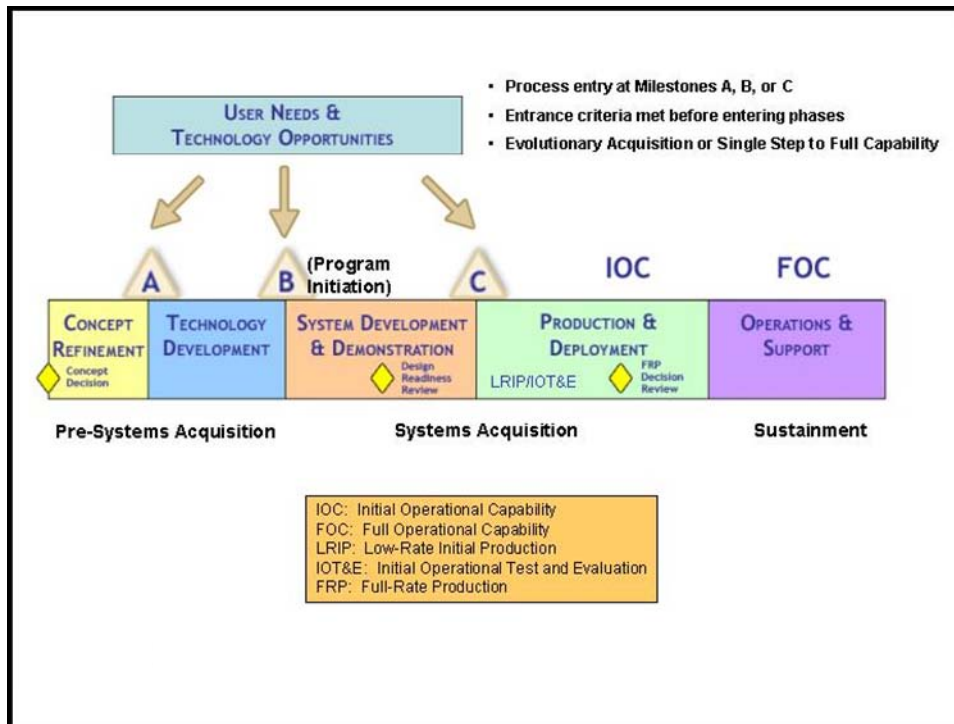 USER NEEDS &
TECHNOLOGY OPPORTUNITIES
• Process entry at Milestones A, B, or C
• Entrance criteria met before entering phases
• Evolutionary Acquisition or Single Step to Full Capability
A
B
(Program
Initiation)
C
IOC
FOC
CONCEPT
REFINEMENT
Concept
Decision
TECHNOLOGY
DEVELOPMENT
SYSTEM DEVELOPMENT
& DEMONSTRATION
Design
Readiness
Review
PRODUCTION &
DEPLOYMENT
LRIP/IOT&E
FRP
Decision
Review
OPERATIONS &
SUPPORT
Pre-Systems Acquisition
Systems Acquisition
Sustainment
IOC: Initial Operational Capability
FOC: Full Operational Capability
LRIP: Low-Rate Initial Production
IOT&E: Initial Operational Test and Evaluation
FRP: Full-Rate Production